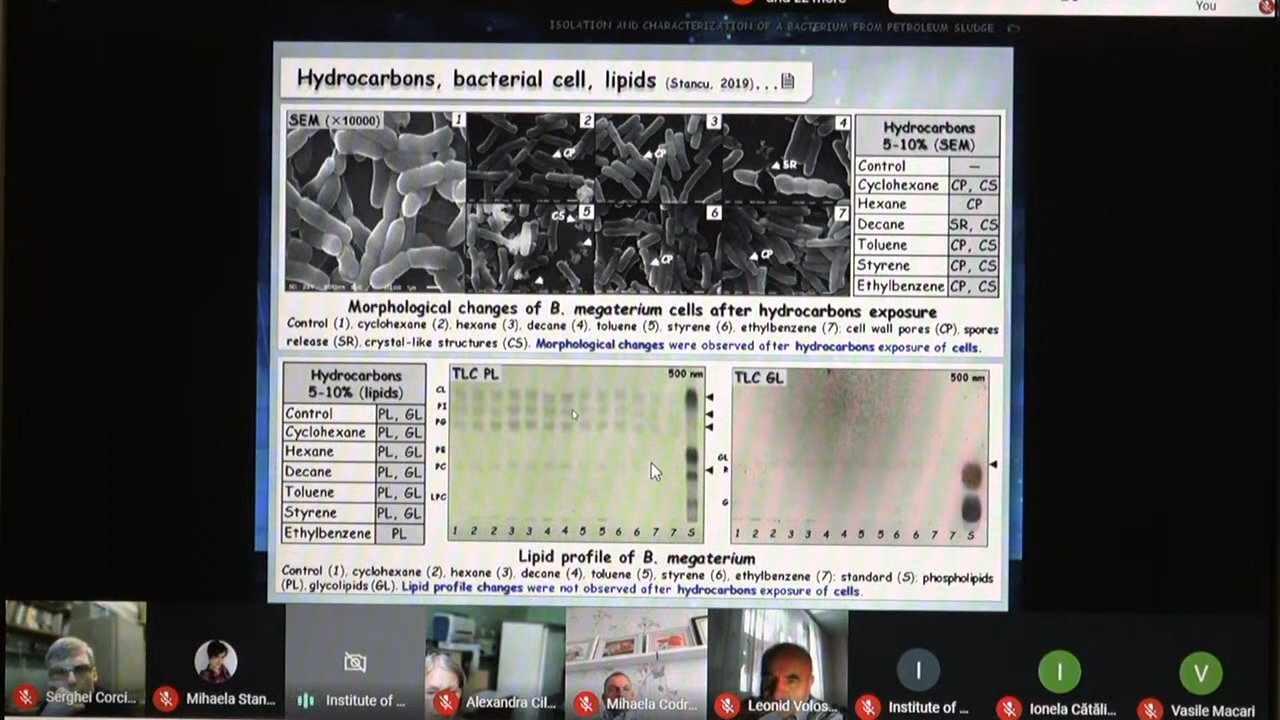 You
ISOLATION AND CHARACTERIZATION OF A BACTERIUM FROM PETROLEUM SLUDGE
Hydrocarbons, bacterial cell, lipids (Stancu, 2019)...
SEM (×10000) 1 2 3 4
CP CP SR
5 6 7
CS CP CP
Hydrocarbons
5-10% (SEM)
Control —
Cyclohexane CP, CS
Hexane CP
Decane SR, CS
Toluene CP, CS
Styrene CP, CS
Ethylbenzene CP, CS
Morphological changes of B. megaterium cells after hydrocarbons exposure
Control (1), cyclohexane (2), hexane (3), decane (4), toluene (5), styrene (6), ethylbenzene (7); cell wall pores (CP), spores
release (SR), crystal-like structures (CS). Morphological changes were observed after hydrocarbons exposure of cells.
Hydrocarbons
5-10% (lipids)
Control PL, GL
Cyclohexane PL, GL
Hexane PL, GL
Decane PL, GL
Toluene PL, GL
Styrene PL, GL
Ethylbenzene PL
TLC PL 500 nm
CL
PI
PG
PE
PC
LPC
1 2 2 3 3 4 4 5 5 6 6 7 7 S
TLC GL 500 nm
GL
R
G
1 2 2 3 3 4 4 5 5 6 6 7 7 S
Lipid profile of B. megaterium
Control (1), cyclohexane (2), hexane (3), decane (4), toluene (5), styrene (6), ethylbenzene (7); standard (S); phospholipids
(PL), glycolipids (GL). Lipid profile changes were not observed after hydrocarbons exposure of cells.
Serghei Corci...
Mihaela Stan...
Institute of ...
Alexandra Cil...
Mihaela Codr...
Leonid Volos...
I
Institute of ...
I
Ionela Cătăli...
V
Vasile Macari